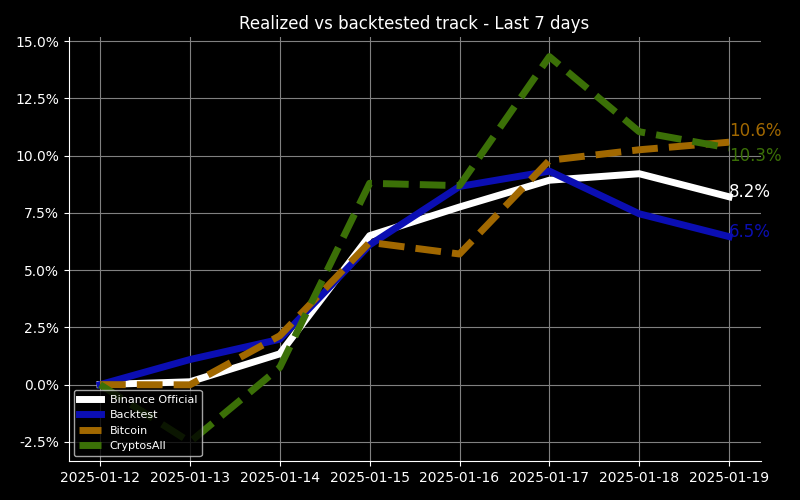 Realized vs backtested track - Last 7 days
15.0%
12.5%
10.0%
7.5%
5.0%
2.5%
0.0%
-2.5%
10.6%
10.3%
8.2%
6.5%
Binance Official
Backtest
Bitcoin
CryptosAll
2025-01-12 2025-01-13 2025-01-14 2025-01-15 2025-01-16 2025-01-17 2025-01-18 2025-01-19